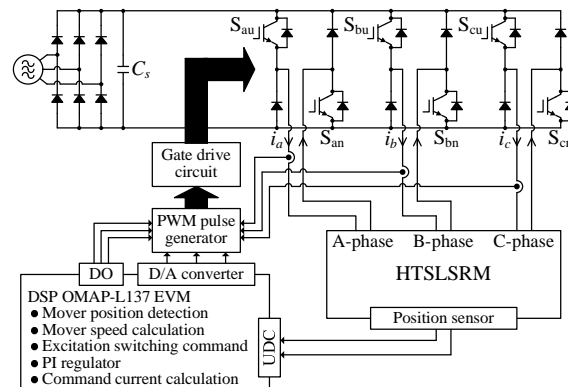 S_au
S_bu
S_cu
C_s
i_a
S_an
i_b
S_bn
i_c
S_cn
Gate drive
circuit
PWM pulse
generator
A-phase
B-phase
C-phase
HTSLSRM
DO
D/A converter
Position sensor
DSP OMAP-L137 EVM
● Mover position detection
● Mover speed calculation
● Excitation switching command
● PI regulator
● Command current calculation
UDC